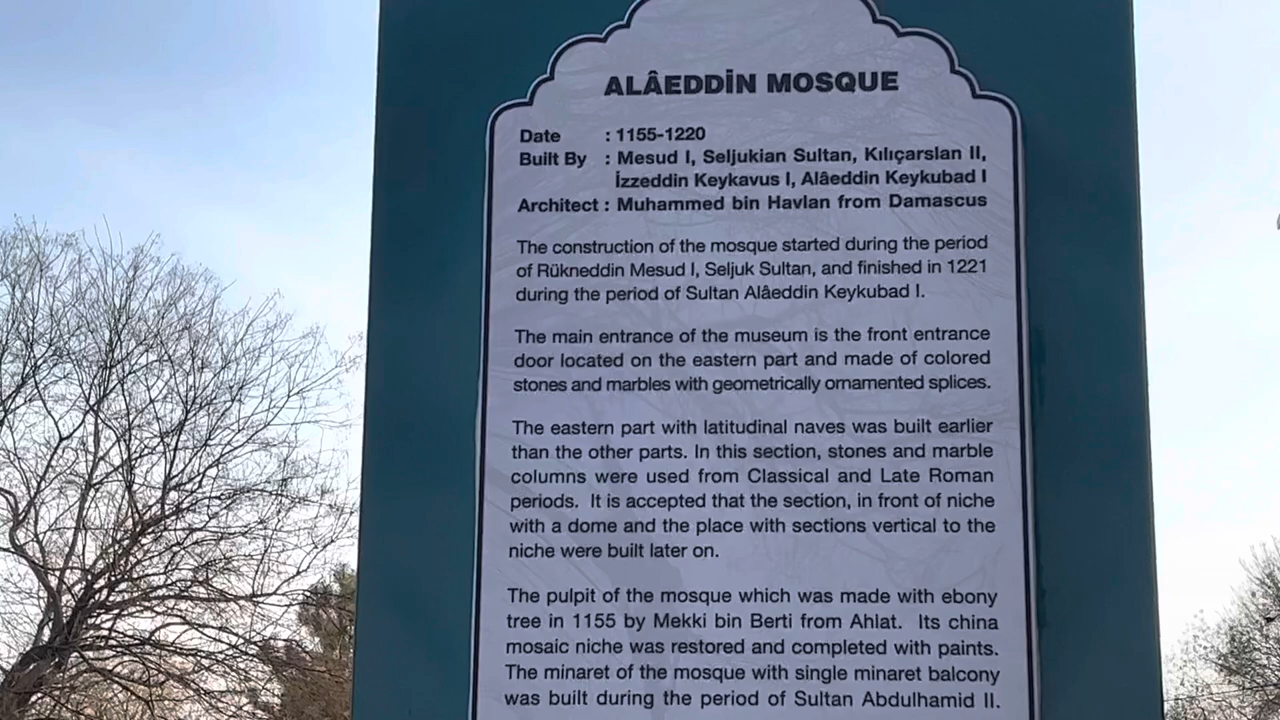 ALÂEDDİN MOSQUE
Date : 1155-1220
Built By : Mesud I, Seljukian Sultan, Kılıçarslan II,
İzzeddin Keykavus I, Alâeddin Keykubad I
Architect : Muhammed bin Havlan from Damascus
The construction of the mosque started during the period
of Rükneddin Mesud I, Seljuk Sultan, and finished in 1221
during the period of Sultan Alâeddin Keykubad I.
The main entrance of the museum is the front entrance
door located on the eastern part and made of colored
stones and marbles with geometrically ornamented splices.
The eastern part with latitudinal naves was built earlier
than the other parts. In this section, stones and marble
columns were used from Classical and Late Roman
periods. It is accepted that the section, in front of niche
with a dome and the place with sections vertical to the
niche were built later on.
The pulpit of the mosque which was made with ebony
tree in 1155 by Mekki bin Berti from Ahlat. Its china
mosaic niche was restored and completed with paints.
The minaret of the mosque with single minaret balcony
was built during the period of Sultan Abdulhamid II.